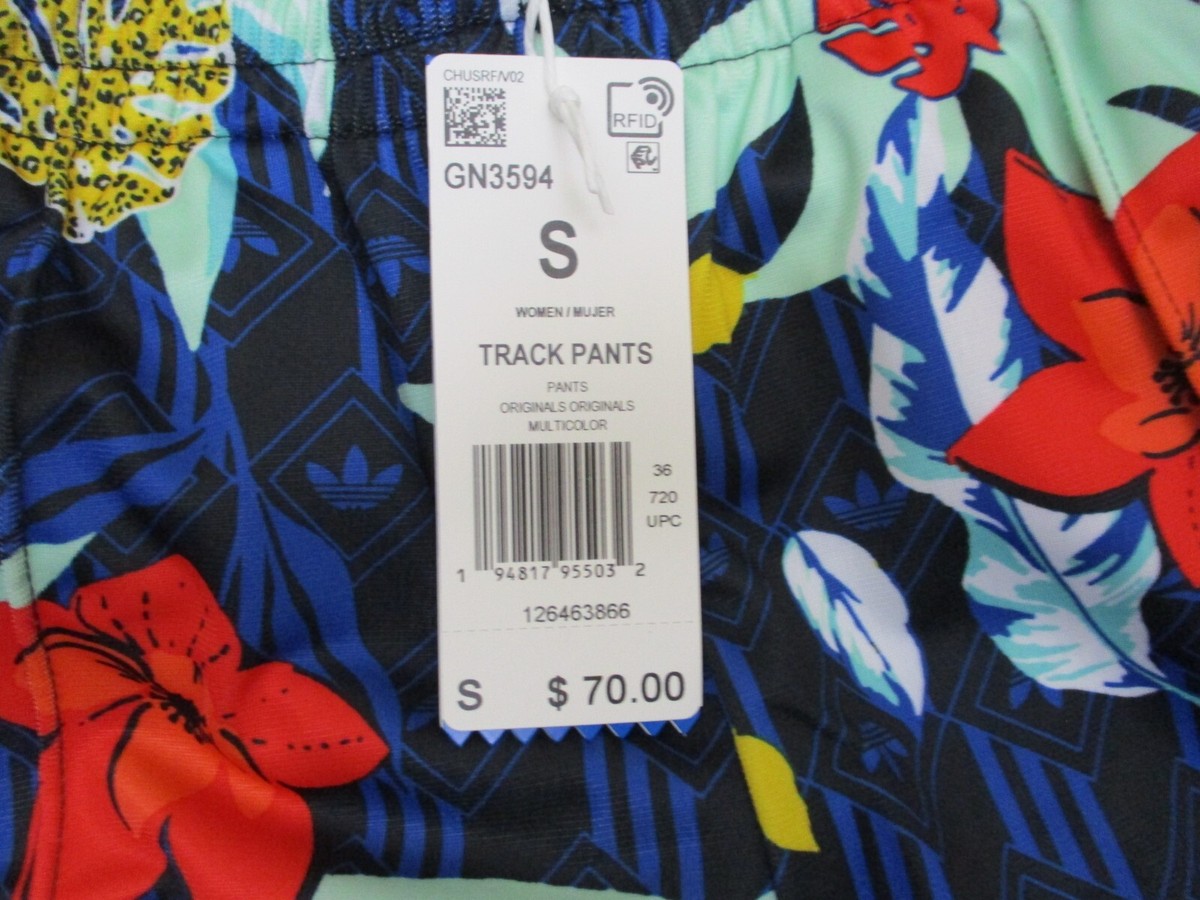 CHUSRF/V02
RFID
GN3594
S
WOMEN / MUJER
TRACK PANTS
PANTS
ORIGINALS ORIGINALS
MULTICOLOR
36
720
UPC
1 94817 95503 2
126463866
S $ 70.00